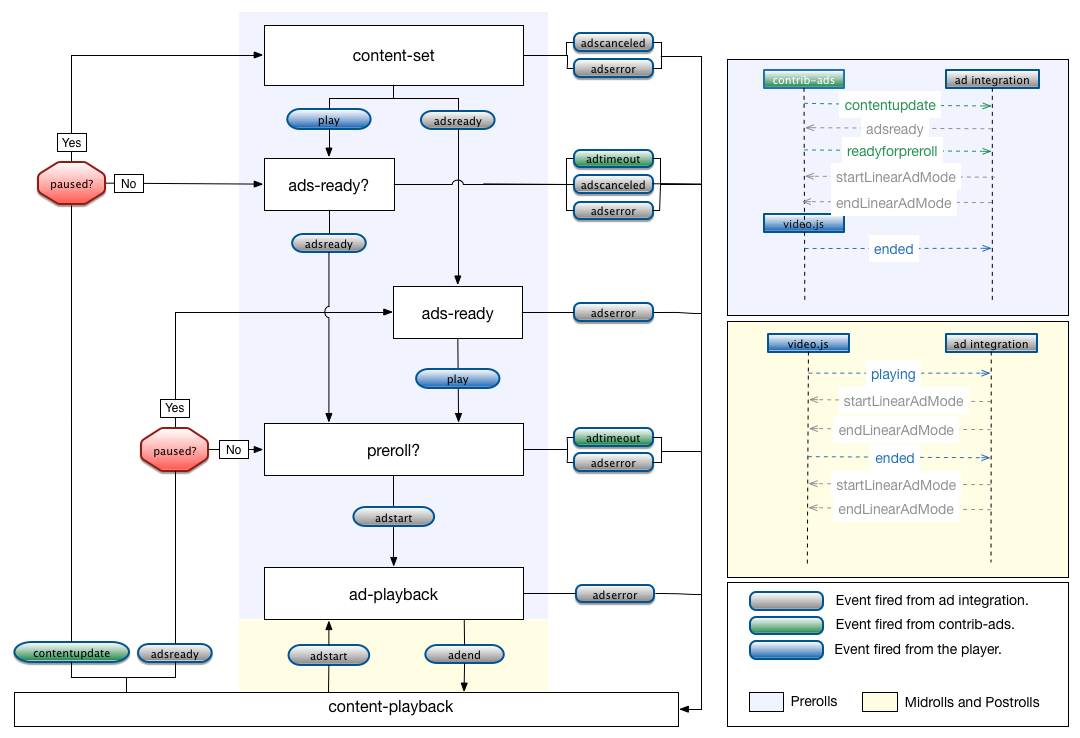 content-set
adscanceled
adserror
play
adsready
Yes
paused?
No
ads-ready?
adtimeout
adscanceled
adserror
adsready
ads-ready
adserror
play
Yes
paused?
No
preroll?
adtimeout
adserror
adstart
ad-playback
adserror
contentupdate
adsready
adstart
adend
content-playback
contrib-ads
ad integration
contentupdate
adsready
readyforpreroll
startLinearAdMode
endLinearAdMode
video.js
ended
video.js
ad integration
playing
startLinearAdMode
endLinearAdMode
ended
startLinearAdMode
endLinearAdMode
Event fired from ad integration.
Event fired from contrib-ads.
Event fired from the player.
Prerolls
Midrolls and Postrolls